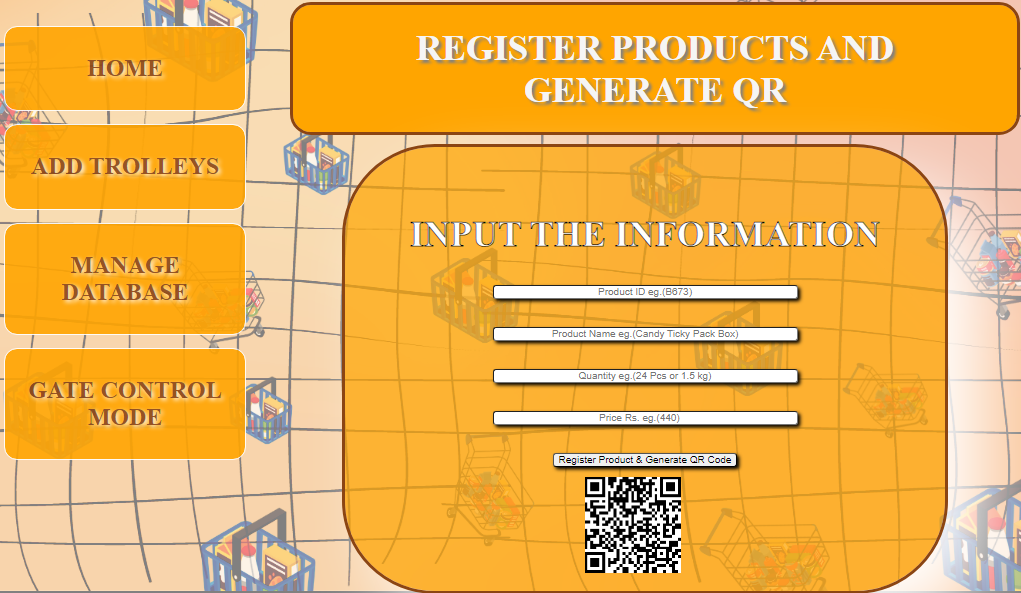 HOME
ADD TROLLEYS
MANAGE
DATABASE
GATE CONTROL
MODE
REGISTER PRODUCTS AND
GENERATE QR
INPUT THE INFORMATION
Product ID eg.(B673)
Product Name eg.(Candy Ticky Pack Box)
Quantity eg.(24 Pcs or 1.5 kg)
Price Rs. eg.(440)
Register Product & Generate QR Code